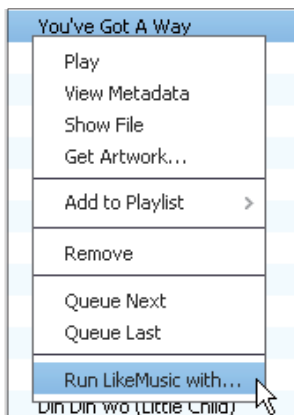 You've Got A Way
Play
View Metadata
Show File
Get Artwork...
Add to Playlist
Remove
Queue Next
Queue Last
Run LikeMusic with...
Din Din Wo (Little Child)